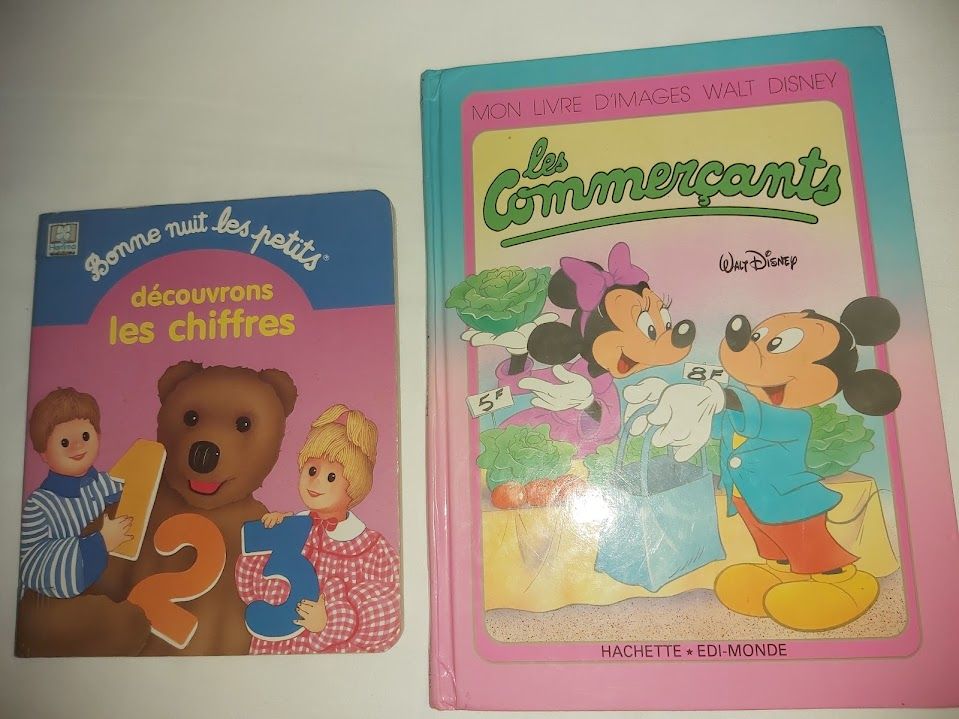 Bonne nuit les petits®
découvrons
les chiffres
1
2
3
MON LIVRE D'IMAGES WALT DISNEY
les
Commerçants
WALT DISNEY
8F
5F
HACHETTE ★ EDI-MONDE